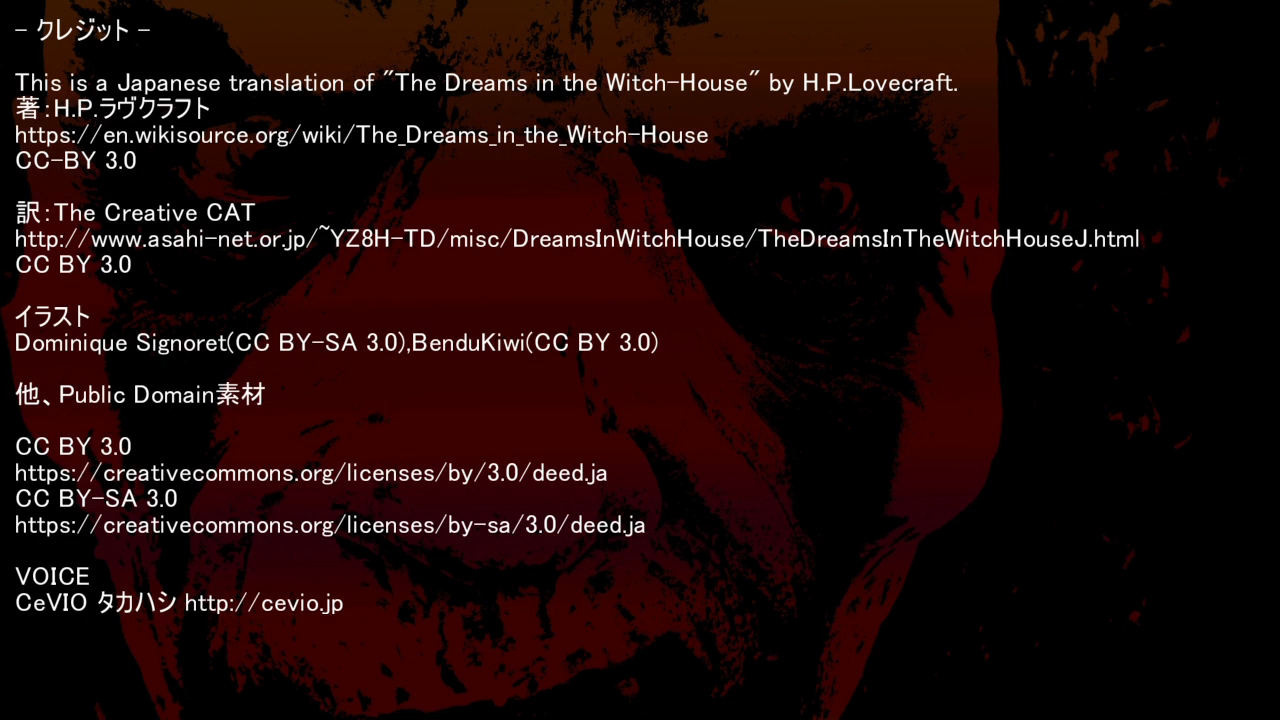 - クレジット -
This is a Japanese translation of "The Dreams in the Witch-House" by H.P.Lovecraft.
著：H.P.ラヴクラフト
https://en.wikisource.org/wiki/The_Dreams_in_the_Witch-House
CC-BY 3.0
訳：The Creative CAT
http://www.asahi-net.or.jp/~YZ8H-TD/misc/DreamsInWitchHouse/TheDreamsInTheWitchHouseJ.html
CC BY 3.0
イラスト
Dominique Signoret(CC BY-SA 3.0),BenduKiwi(CC BY 3.0)
他、Public Domain素材
CC BY 3.0
https://creativecommons.org/licenses/by/3.0/deed.ja
CC BY-SA 3.0
https://creativecommons.org/licenses/by-sa/3.0/deed.ja
VOICE
CeVIO タカハシ http://cevio.jp